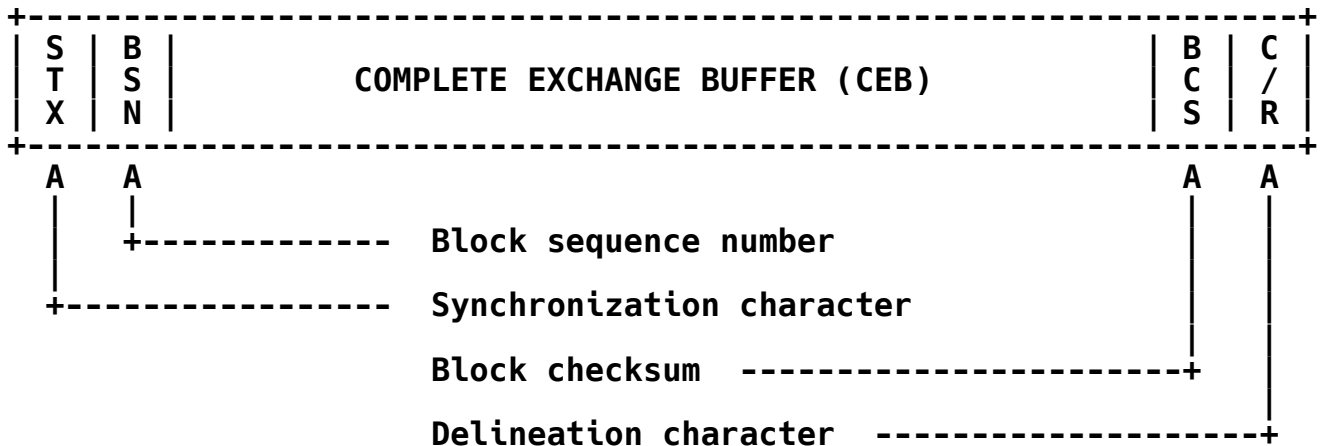 +------------------------------------------------------------------+
| S | B |                                                  | B | C |
| T | S |         COMPLETE EXCHANGE BUFFER (CEB)           | C | / |
| X | N |                                                  | S | R |
+------------------------------------------------------------------+
  A   A                                                      A   A
  |   |                                                      |   |
  |   +-------------  Block sequence number                  |   |
  |                                                          |   |
  +-----------------  Synchronization character              |   |
                                                             |   |
                      Block checksum  -----------------------+   |
                                                                 |
                      Delineation character  --------------------+